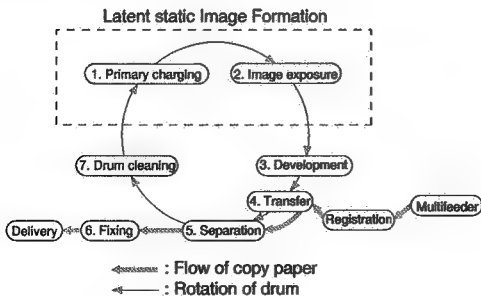 Latent static Image Formation
1. Primary charging
2. Image exposure
7. Drum cleaning
3. Development
4. Transfer
Multifeeder
Registration
Delivery
6. Fixing
5. Separation
: Flow of copy paper
: Rotation of drum